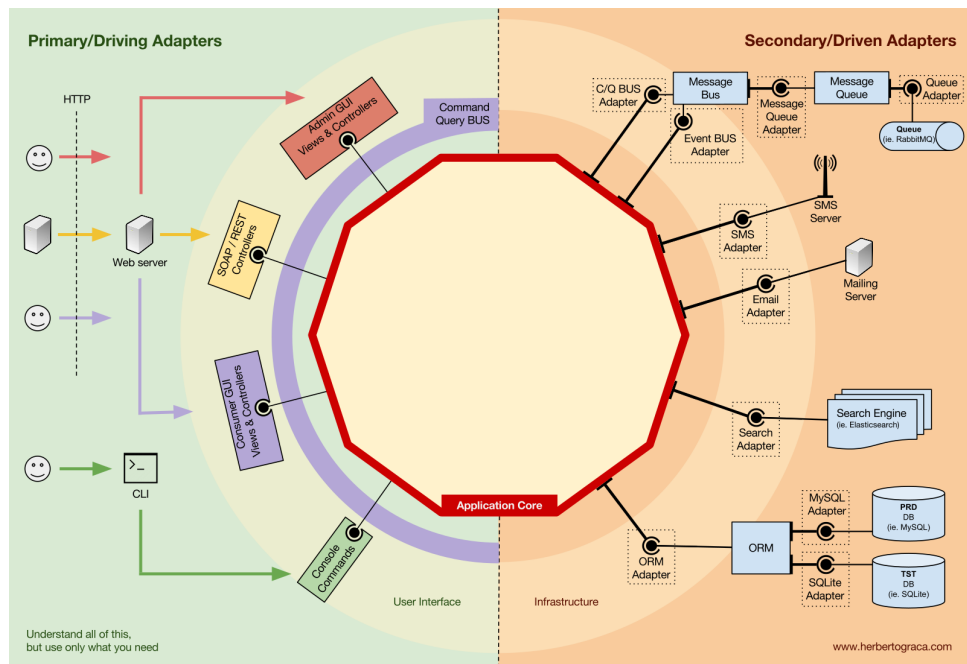 Primary/Driving Adapters
Secondary/Driven Adapters
HTTP
Admin GUI
Views & Controllers
Command
Query BUS
C/Q BUS
Adapter
Message
Bus
Event BUS
Adapter
Message
Queue
Adapter
Message
Queue
Queue
Adapter
Queue
(ie. RabbitMQ)
SOAP / REST
Controllers
Web server
SMS
Adapter
SMS
Server
Email
Adapter
Mailing
Server
Consumer GUI
Views & Controllers
Search
Adapter
Search Engine
(ie. Elasticsearch)
CLI
Console
Commands
Application Core
ORM
Adapter
ORM
MySQL
Adapter
PRD
DB
(ie. MySQL)
SQLite
Adapter
TST
DB
(ie. SQLite)
User Interface
Infrastructure
Understand all of this,
but use only what you need
www.herbertograca.com